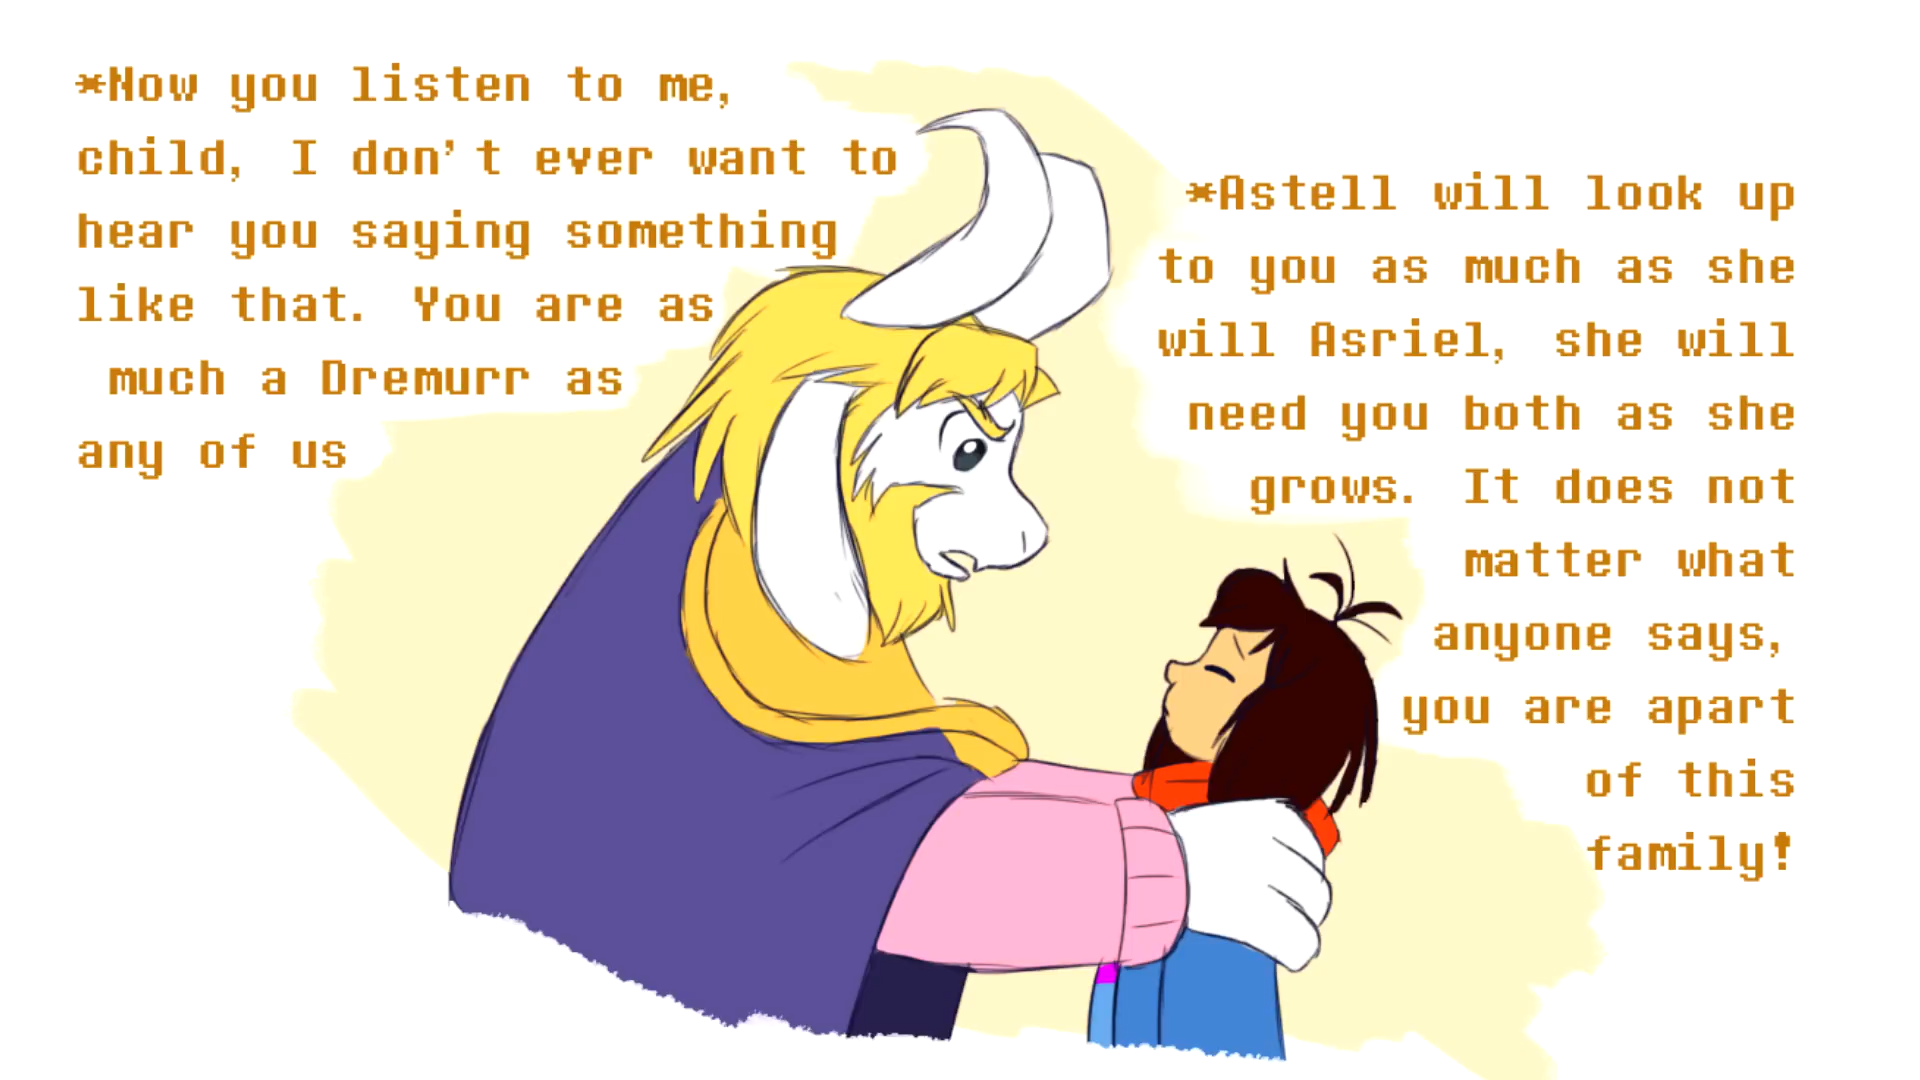 *Now you listen to me,
child, I don't ever want to
hear you saying something
like that. You are as
much a Dremurr as
any of us
*Astell will look up
to you as much as she
will Asriel, she will
need you both as she
grows. It does not
matter what
anyone says,
you are apart
of this
family!